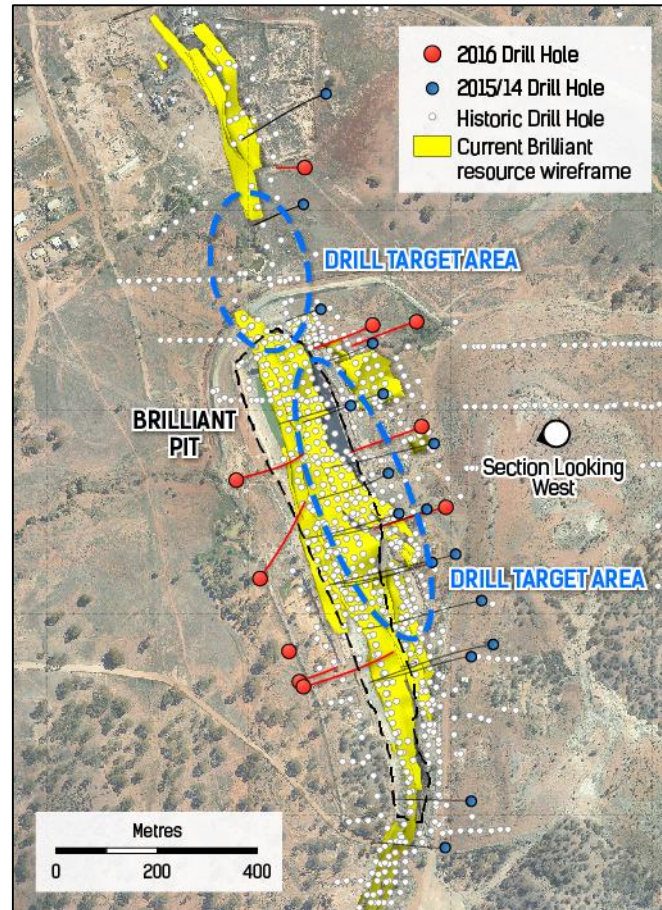 2016 Drill Hole
2015/14 Drill Hole
Historic Drill Hole
Current Brilliant
resource wireframe
DRILL TARGET AREA
BRILLIANT
PIT
Section Looking
West
DRILL TARGET AREA
Metres
0 200 400